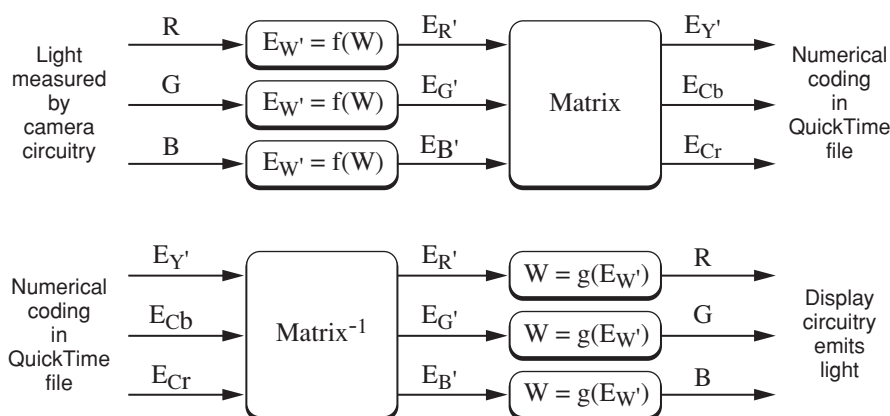 Light
measured
by
camera
circuitry
R
E_W' = f(W)
E_R'
G
E_W' = f(W)
E_G'
B
E_W' = f(W)
E_B'
Matrix
E_Y'
E_Cb
E_Cr
Numerical
coding
in
QuickTime
file
Numerical
coding
in
QuickTime
file
E_Y'
E_Cb
E_Cr
Matrix⁻¹
E_R'
W = g(E_W')
R
E_G'
W = g(E_W')
G
E_B'
W = g(E_W')
B
Display
circuitry
emits
light